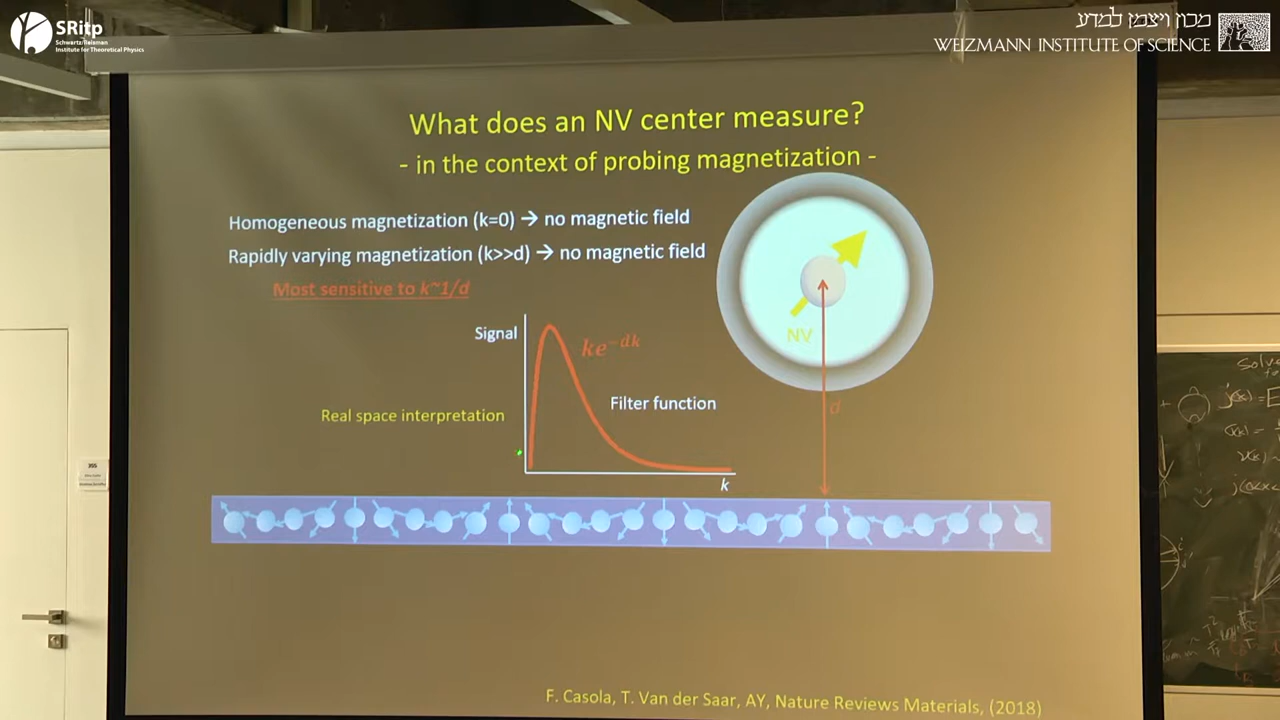 SRitp
Schwartz/Reisman
Institute for Theoretical Physics
מכון ויצמן למדע
WEIZMANN INSTITUTE OF SCIENCE
What does an NV center measure?
- in the context of probing magnetization -
Homogeneous magnetization (k=0) → no magnetic field
Rapidly varying magnetization (k>>d) → no magnetic field
Most sensitive to k~1/d
Signal
ke^{-dk}
NV
Filter function
d
Real space interpretation
k
355
F. Casola, T. Van der Saar, AY, Nature Reviews Materials, (2018)